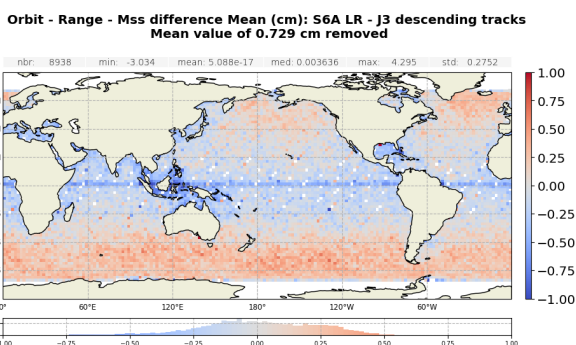 Orbit - Range - Mss difference Mean (cm): S6A LR - J3 descending tracks
Mean value of 0.729 cm removed
nbr: 8938 min: -3.034 mean: 5.088e-17 med: 0.003636 max: 4.295 std: 0.2752
1.00
0.75
0.50
0.25
0.00
−0.25
−0.50
−0.75
−1.00
0° 60°E 120°E 180° 120°W 60°W
−0.75 −0.50 −0.25 0.00 0.25 0.50 0.75 1.00